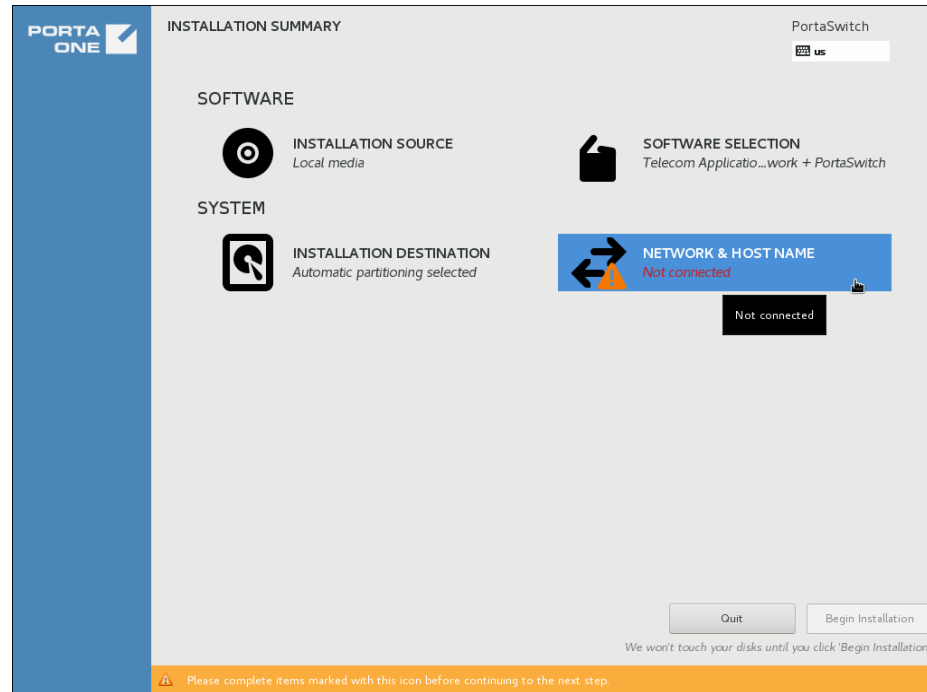 PORTA
ONE
INSTALLATION SUMMARY
PortaSwitch
us
SOFTWARE
INSTALLATION SOURCE
Local media
SOFTWARE SELECTION
Telecom Applicatio...work + PortaSwitch
SYSTEM
INSTALLATION DESTINATION
Automatic partitioning selected
NETWORK & HOST NAME
Not connected
Not connected
Quit
Begin Installation
We won't touch your disks until you click 'Begin Installation
Please complete items marked with this icon before continuing to the next step.